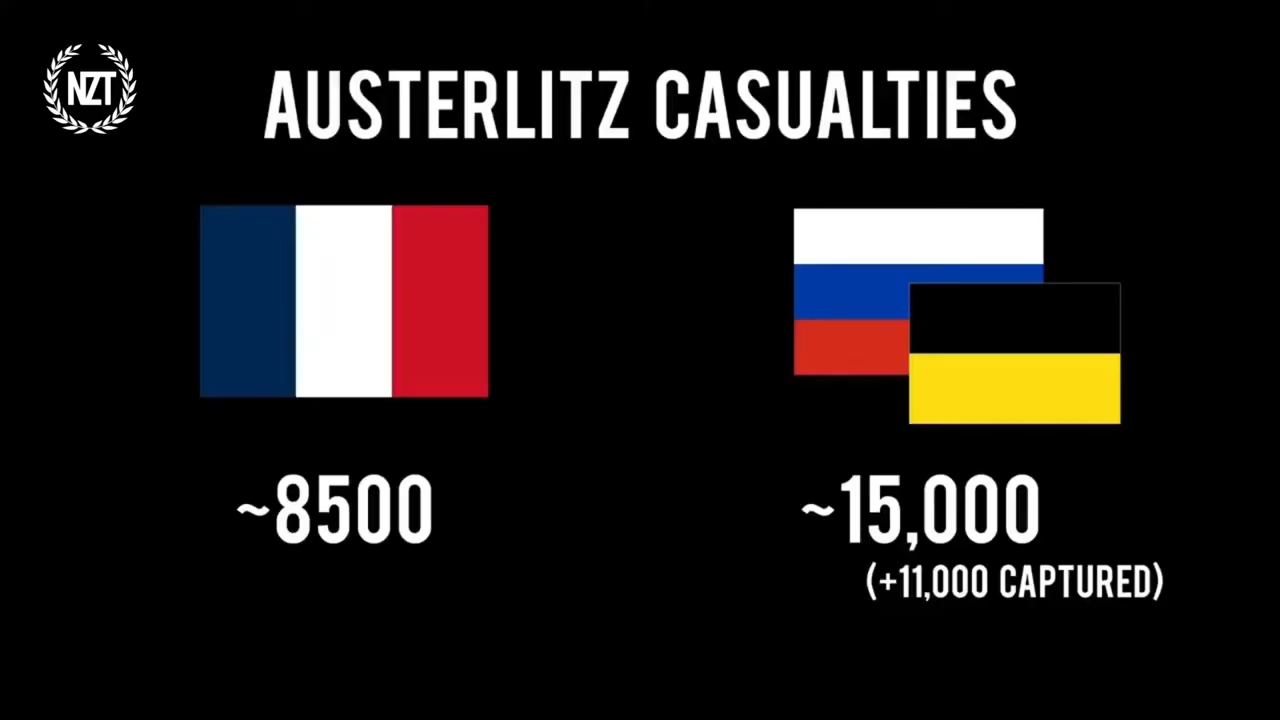 NZT
AUSTERLITZ CASUALTIES
~8500
~15,000
(+11,000 CAPTURED)